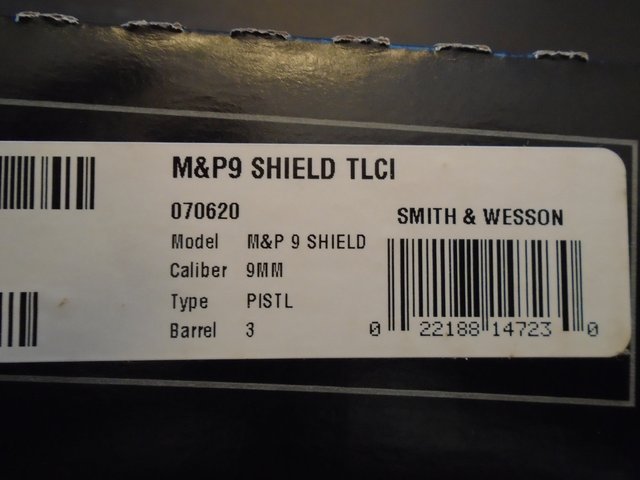 M&P9 SHIELD TLCI
070620
SMITH & WESSON
Model M&P 9 SHIELD
Caliber 9MM
Type PISTL
Barrel 3
0 22188 14723 0